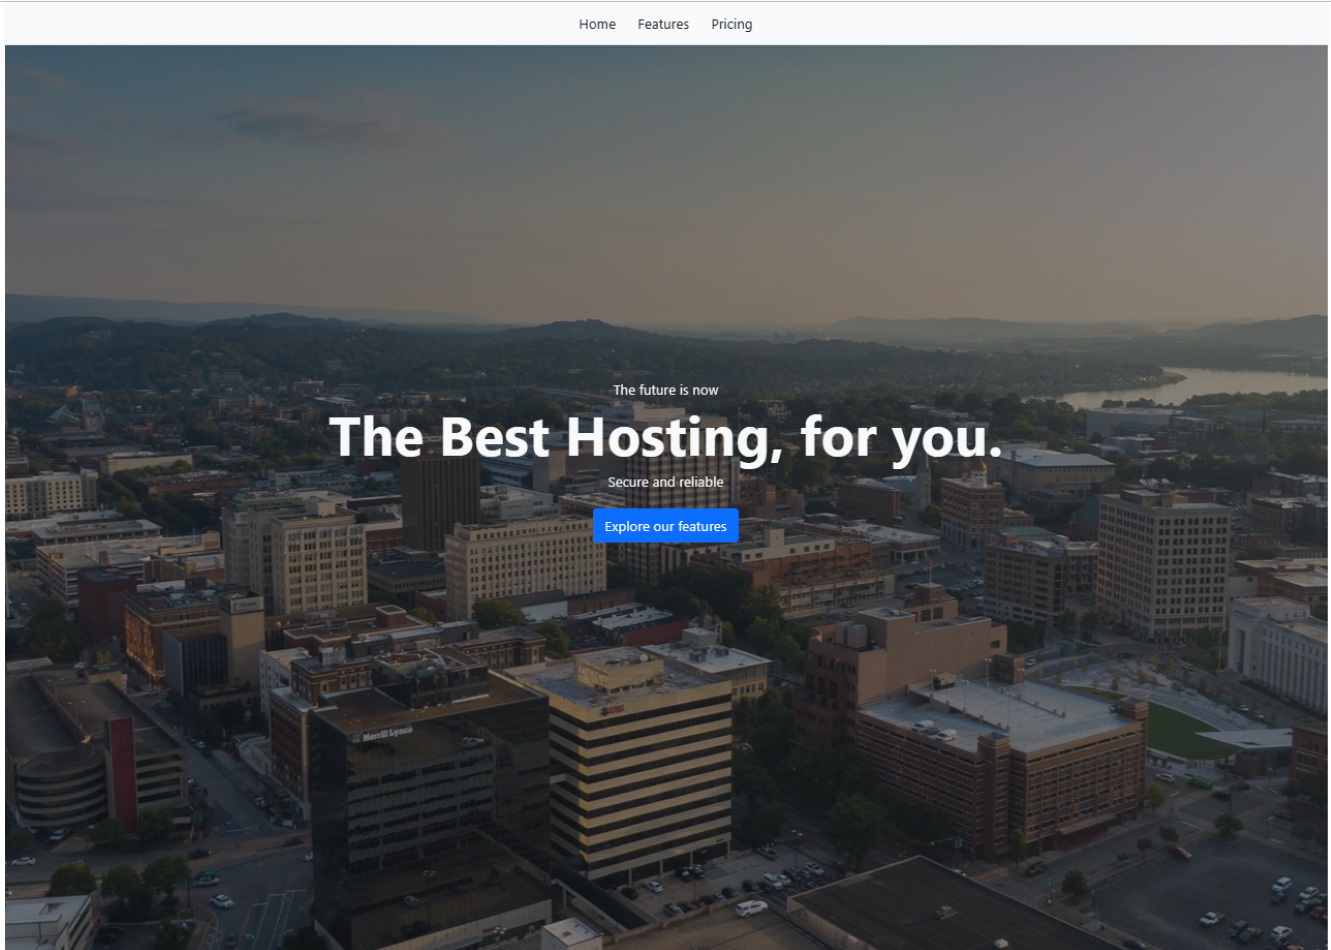 Home Features Pricing
The future is now
The Best Hosting, for you.
Secure and reliable
Explore our features
Merrill Lynch